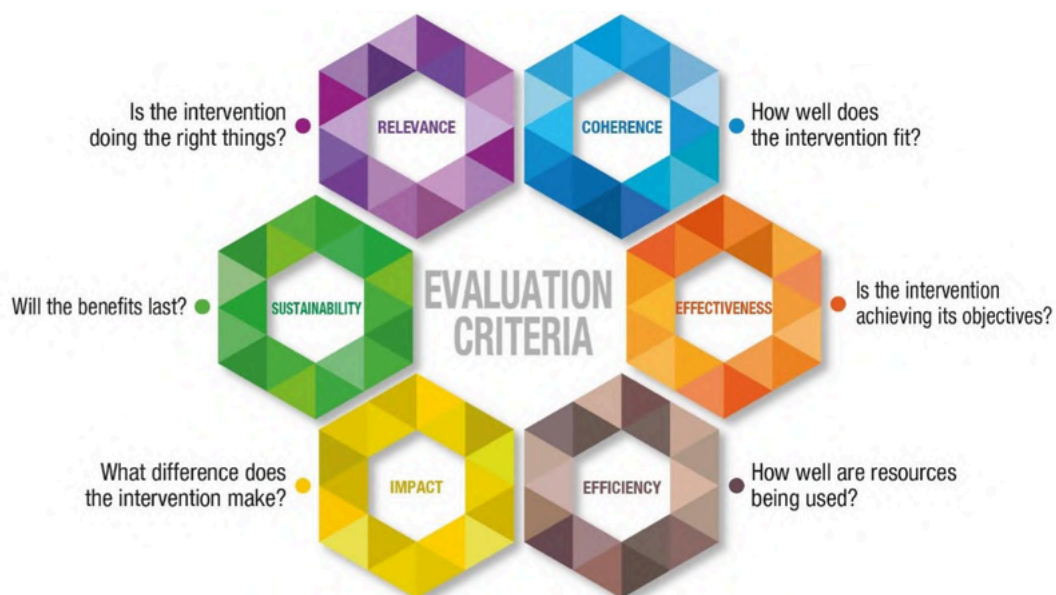 Is the intervention
doing the right things?
RELEVANCE
COHERENCE
How well does
the intervention fit?
Will the benefits last?
SUSTAINABILITY
EVALUATION
CRITERIA
EFFECTIVENESS
Is the intervention
achieving its objectives?
What difference does
the intervention make?
IMPACT
EFFICIENCY
How well are resources
being used?